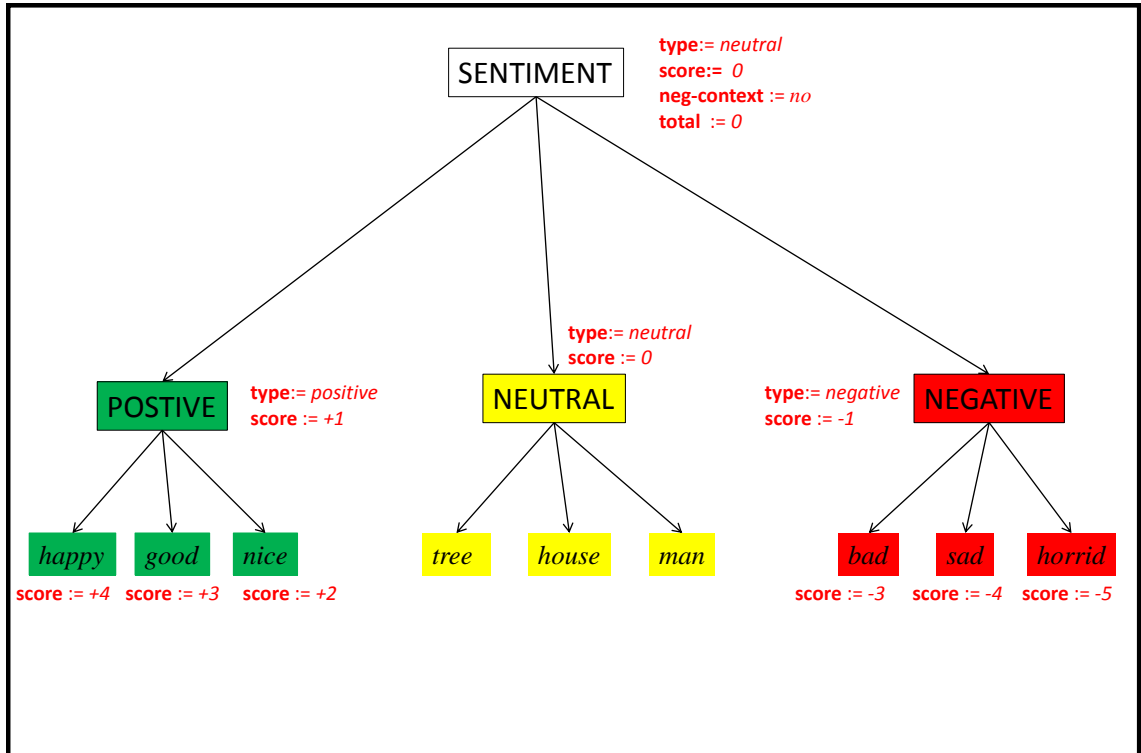 SENTIMENT
type:= neutral
score:= 0
neg-context := no
total := 0
POSTIVE
type:= positive
score := +1
type:= neutral
score := 0
NEUTRAL
type:= negative
score := -1
NEGATIVE
happy
good
nice
tree
house
man
bad
sad
horrid
score := +4
score := +3
score := +2
score := -3
score := -4
score := -5